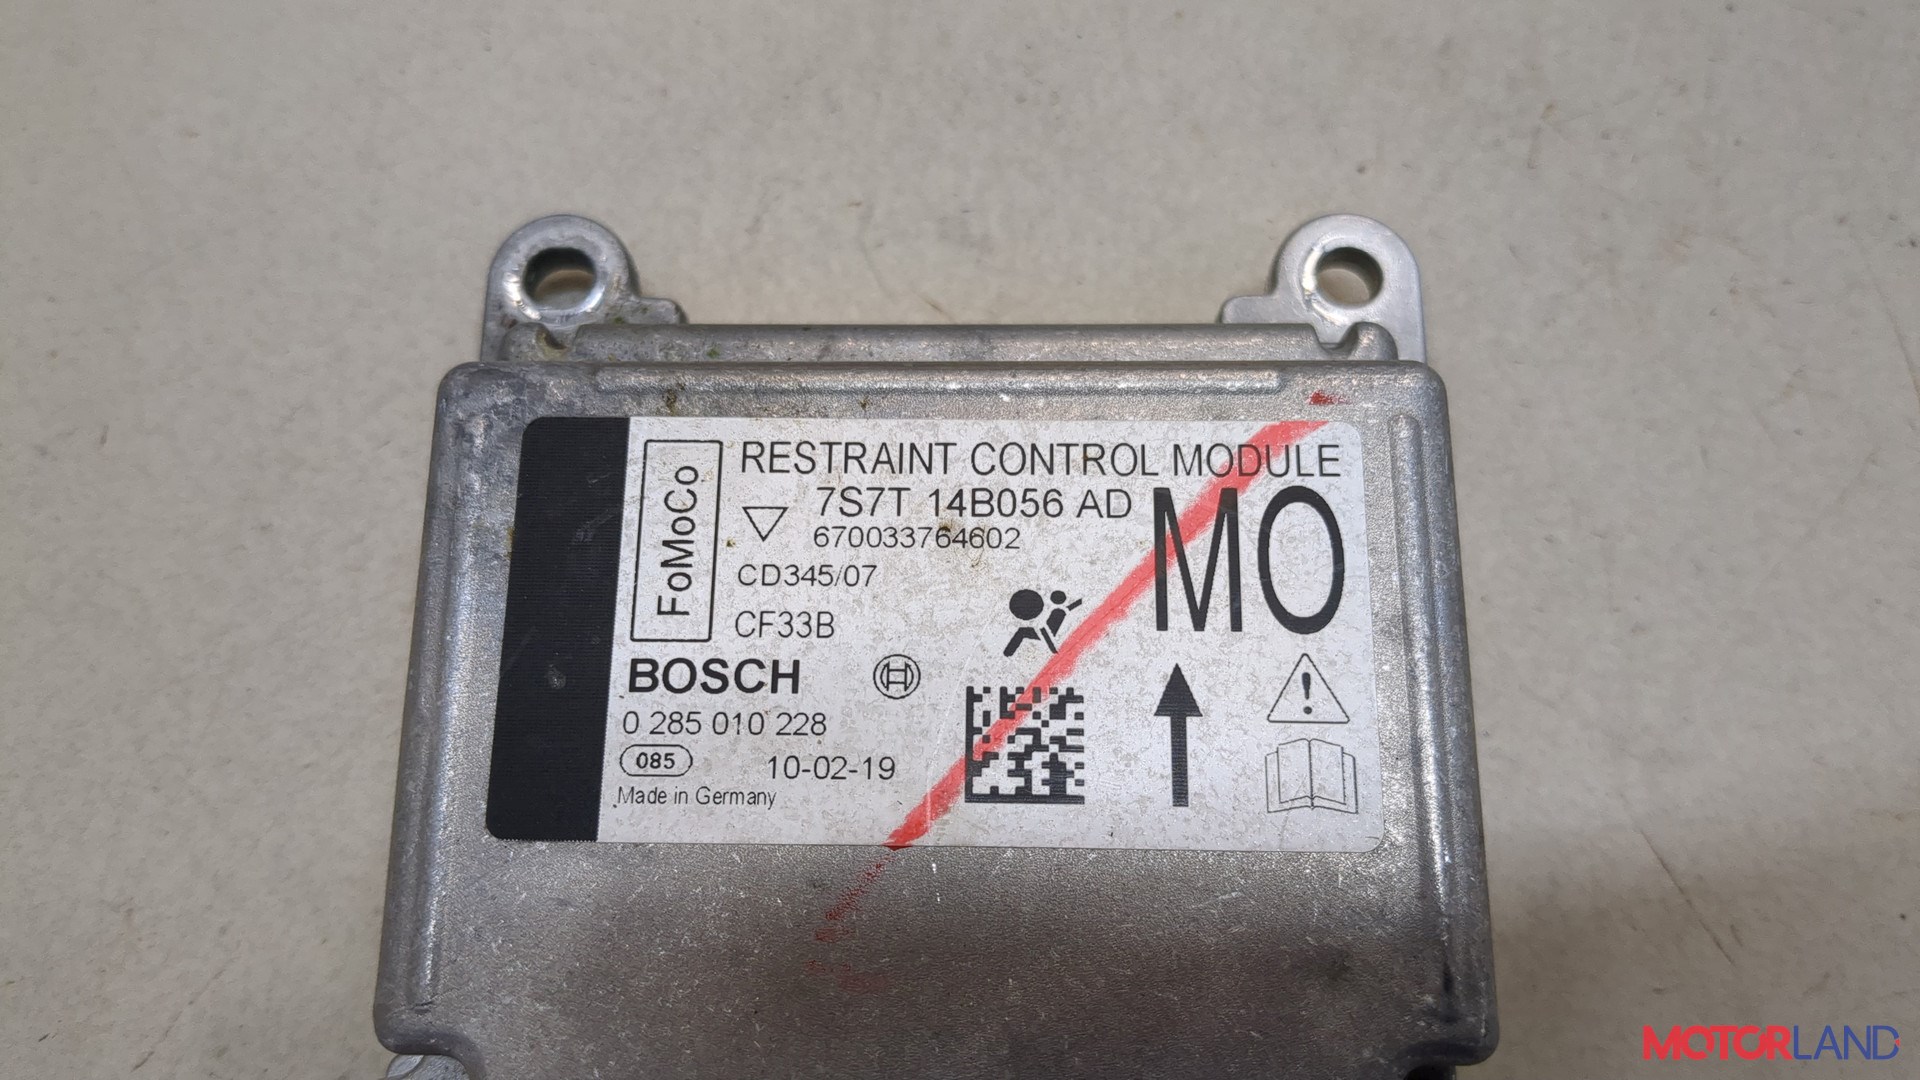 RESTRAINT CONTROL MODULE
FoMoCo
7S7T 14B056 AD
MO
670033764602
CD345/07
CF33B
BOSCH
0 285 010 228
085
10-02-19
Made in Germany
MOTORLAND